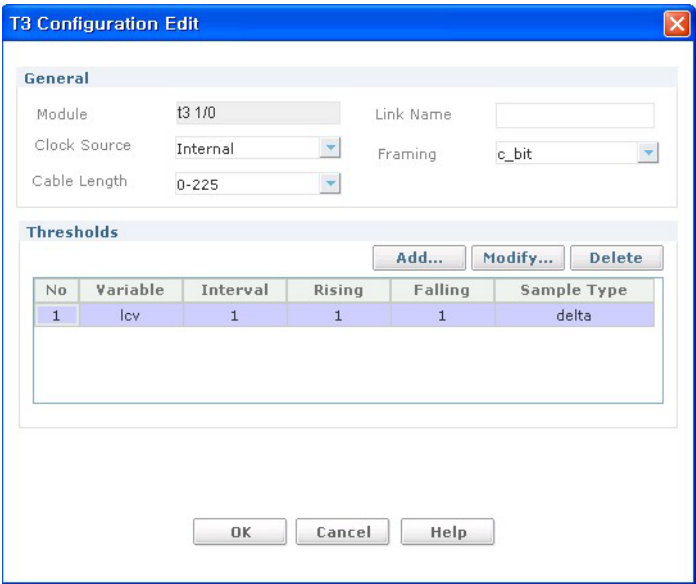 T3 Configuration Edit
General
Module t3 1/0 Link Name
Clock Source Internal Framing c_bit
Cable Length 0-225
Thresholds
Add... Modify... Delete
No Variable Interval Rising Falling Sample Type
1 lcv 1 1 1 delta
OK Cancel Help